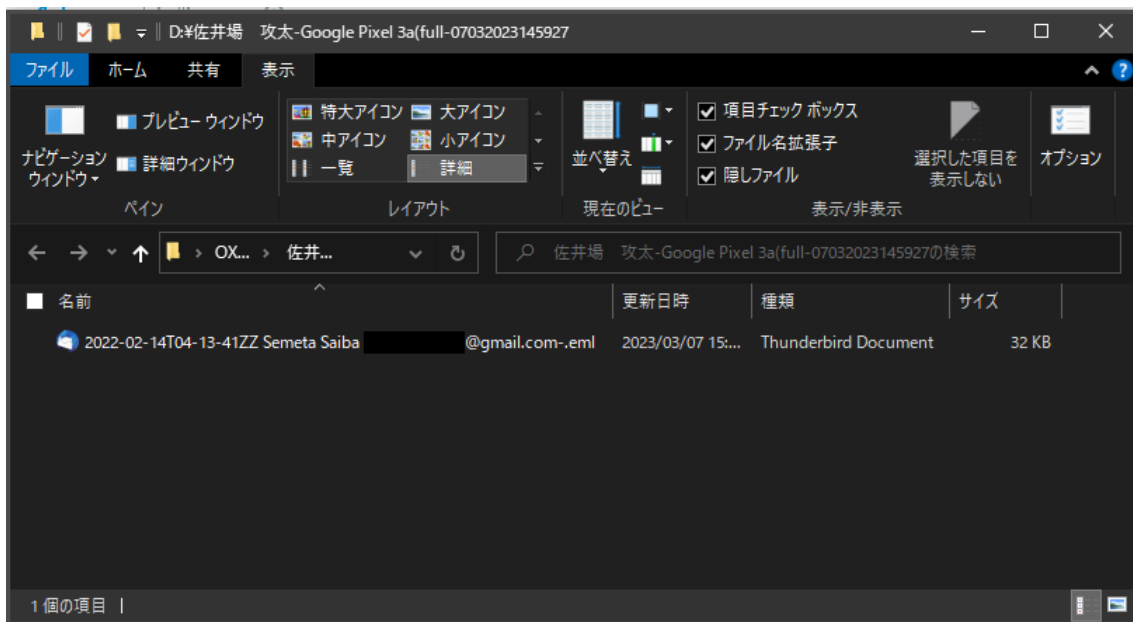 D:¥佐井場　攻太-Google Pixel 3a(full-07032023145927
ファイル ホーム 共有 表示
ナビゲーション ウィンドウ
プレビュー ウィンドウ
詳細ウィンドウ
ペイン
特大アイコン 大アイコン
中アイコン 小アイコン
一覧 詳細
レイアウト
並べ替え
現在のビュー
項目チェック ボックス
ファイル名拡張子
隠しファイル
選択した項目を
表示しない
表示/非表示
オプション
OX... 佐井... 佐井場　攻太-Google Pixel 3a(full-07032023145927の検索
名前 更新日時 種類 サイズ
2022-02-14T04-13-41ZZ Semeta Saiba @gmail.com-.eml 2023/03/07 15:... Thunderbird Document 32 KB
1 個の項目